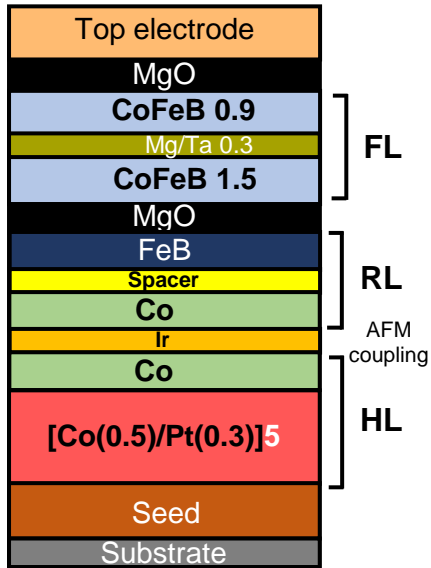 Top electrode
MgO
CoFeB 0.9
Mg/Ta 0.3
CoFeB 1.5
FL
MgO
FeB
Spacer
Co
RL
Ir
AFM
coupling
Co
[Co(0.5)/Pt(0.3)]5
HL
Seed
Substrate